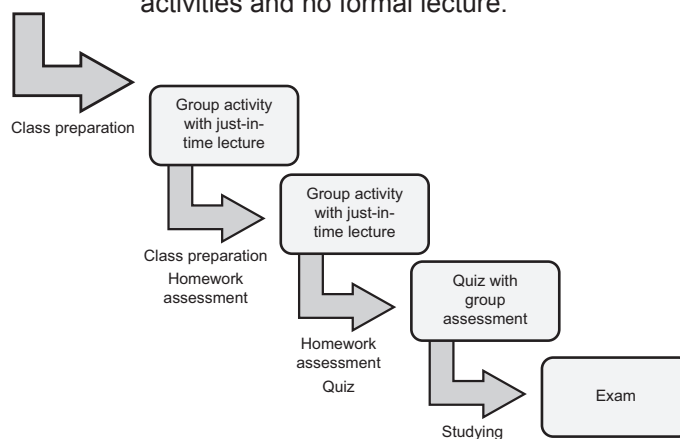 activities and no formal lecture.
Class preparation
Group activity
with just-in-
time lecture
Class preparation
Homework
assessment
Group activity
with just-in-
time lecture
Homework
assessment
Quiz
Quiz with
group
assessment
Studying
Exam